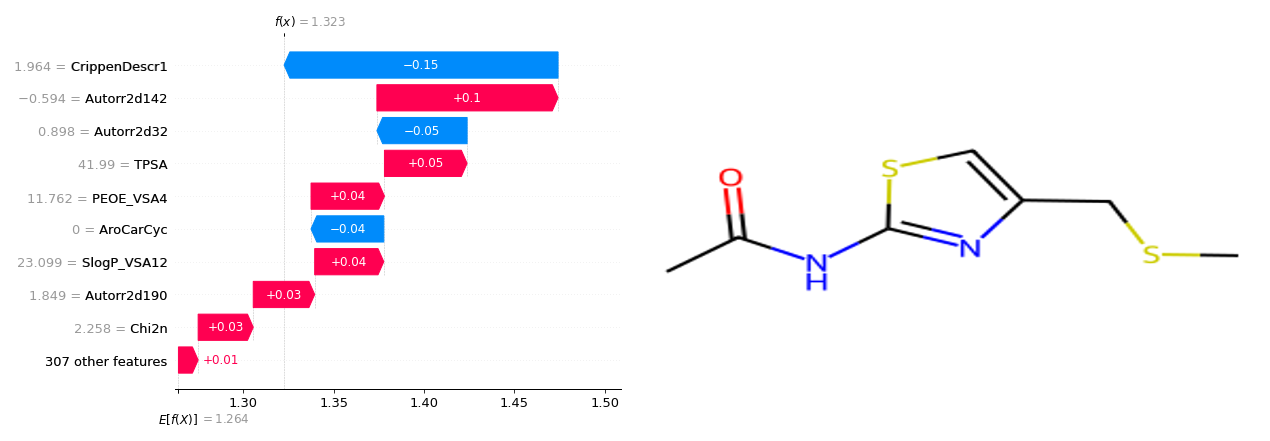 f(x) = 1.323
1.964 = CrippenDescr1
−0.15
−0.594 = Autorr2d142
+0.1
0.898 = Autorr2d32
−0.05
41.99 = TPSA
+0.05
11.762 = PEOE_VSA4
+0.04
0 = AroCarCyc
−0.04
23.099 = SlogP_VSA12
+0.04
1.849 = Autorr2d190
+0.03
2.258 = Chi2n
+0.03
307 other features
+0.01
1.30 1.35 1.40 1.45 1.50
E[f(X)] = 1.264
O
S
N
H
N
S